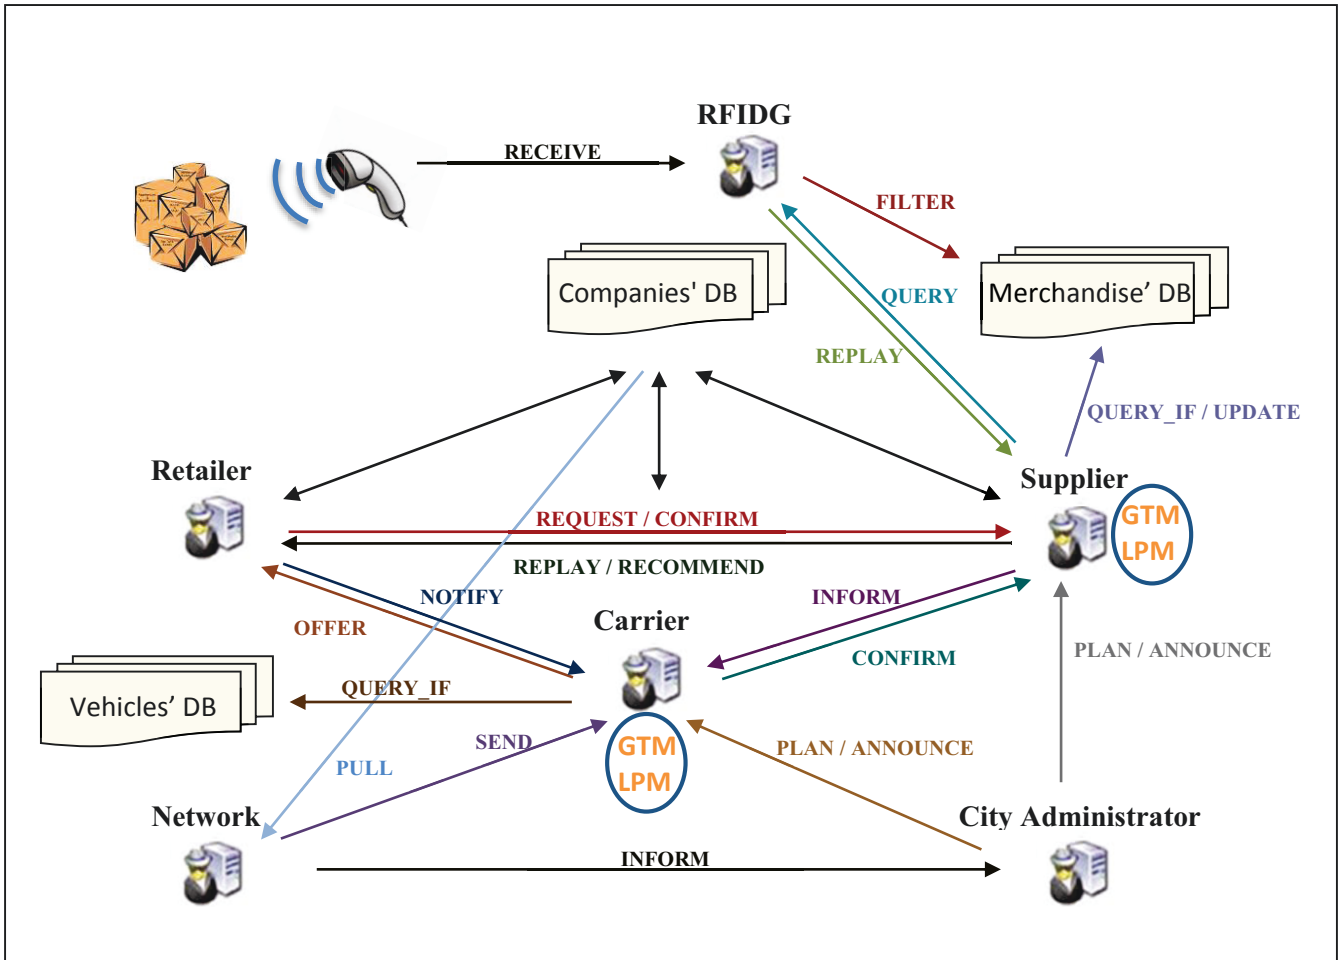 RFIDG
RECEIVE
FILTER
Companies' DB
QUERY
Merchandise’ DB
REPLAY
QUERY_IF / UPDATE
Retailer
Supplier
REQUEST / CONFIRM
GTM
LPM
REPLAY / RECOMMEND
NOTIFY
INFORM
OFFER
Carrier
CONFIRM
PLAN / ANNOUNCE
QUERY_IF
Vehicles’ DB
SEND
GTM
LPM
PLAN / ANNOUNCE
PULL
Network
City Administrator
INFORM